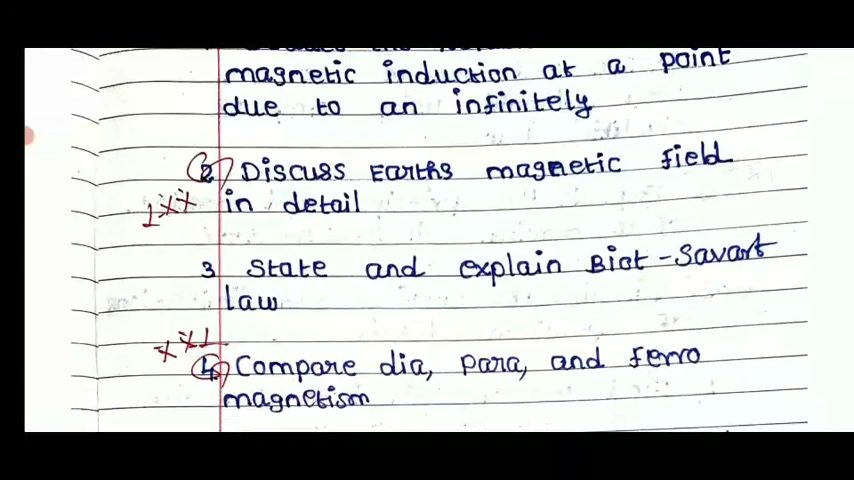 magnetic induction at a point
due to an infinitely
2 Discuss Earths magnetic field
in detail
3 State and explain Biot-Savart
law
4 Compare dia, para, and ferro
magnetism